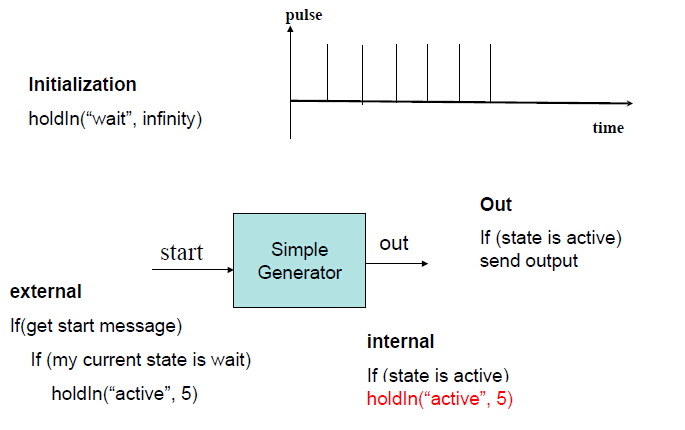 pulse
Initialization
holdIn(“wait”, infinity)
time
Out
If (state is active)
send output
start
Simple
Generator
out
external
If(get start message)
If (my current state is wait)
holdIn(“active”, 5)
internal
If (state is active)
holdIn(“active”, 5)